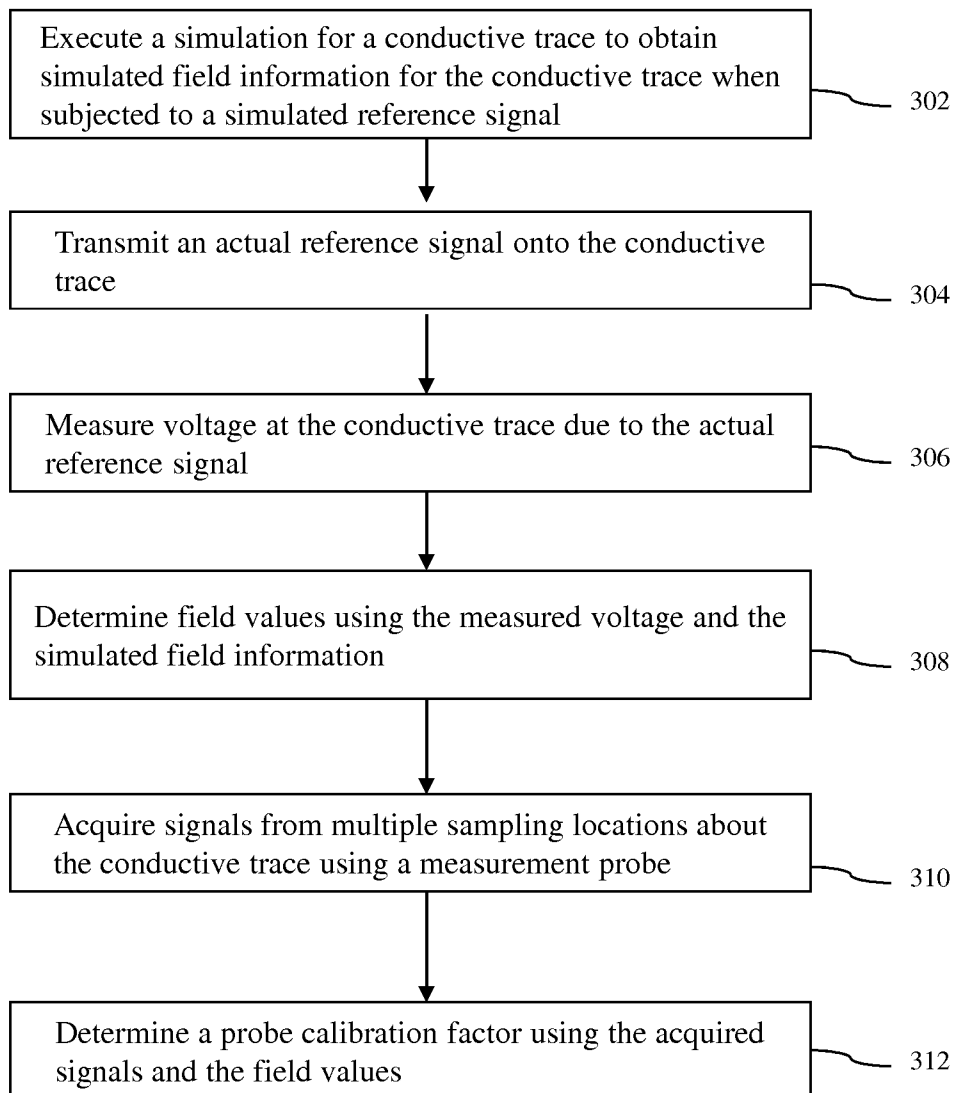 Execute a simulation for a conductive trace to obtain
simulated field information for the conductive trace when
subjected to a simulated reference signal
302
Transmit an actual reference signal onto the conductive
trace
304
Measure voltage at the conductive trace due to the actual
reference signal
306
Determine field values using the measured voltage and the
simulated field information
308
Acquire signals from multiple sampling locations about
the conductive trace using a measurement probe
310
Determine a probe calibration factor using the acquired
signals and the field values
312